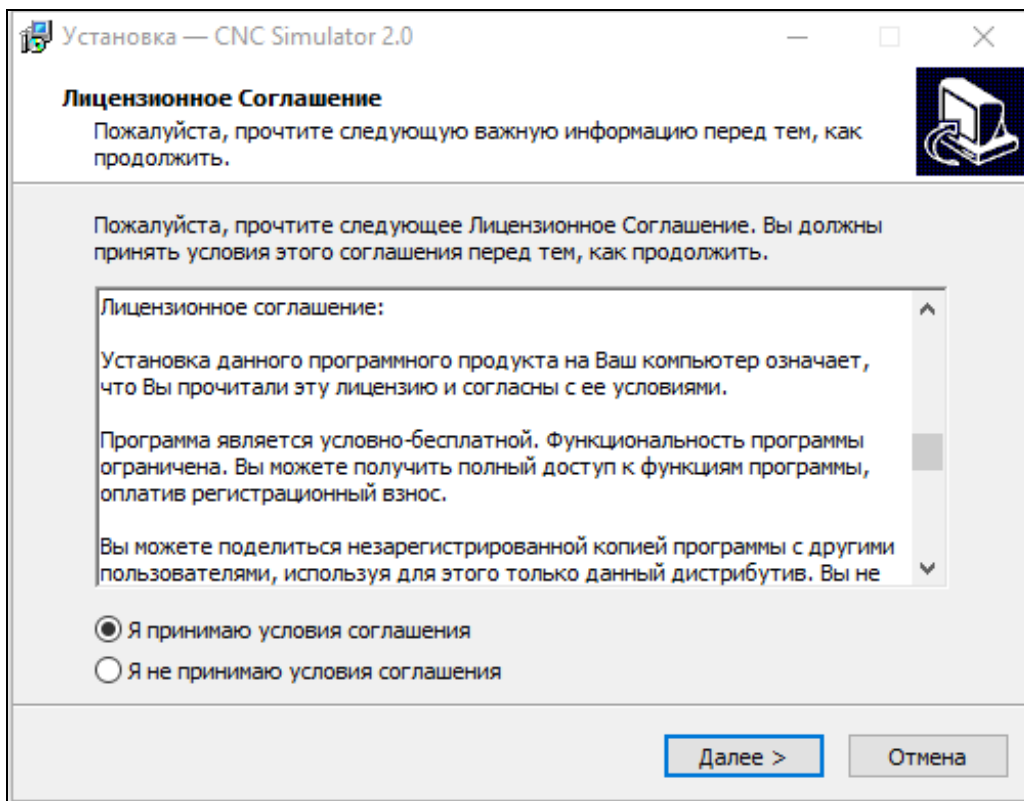 Установка — CNC Simulator 2.0
Лицензионное Соглашение
Пожалуйста, прочтите следующую важную информацию перед тем, как
продолжить.
Пожалуйста, прочтите следующее Лицензионное Соглашение. Вы должны
принять условия этого соглашения перед тем, как продолжить.
Лицензионное соглашение:
Установка данного программного продукта на Ваш компьютер означает,
что Вы прочитали эту лицензию и согласны с ее условиями.
Программа является условно-бесплатной. Функциональность программы
ограничена. Вы можете получить полный доступ к функциям программы,
оплатив регистрационный взнос.
Вы можете поделиться незарегистрированной копией программы с другими
пользователями, используя для этого только данный дистрибутив. Вы не
Я принимаю условия соглашения
Я не принимаю условия соглашения
Далее >
Отмена